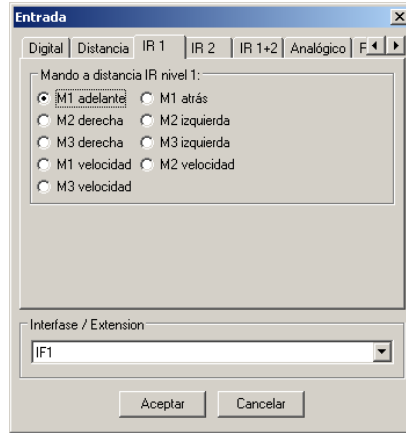 Entrada
Digital Distancia IR 1 IR 2 IR 1+2 Analógico F
Mando a distancia IR nivel 1:
M1 adelante M1 atrás
M2 derecha M2 izquierda
M3 derecha M3 izquierda
M1 velocidad M2 velocidad
M3 velocidad
Interfase / Extension
IF1
Aceptar Cancelar